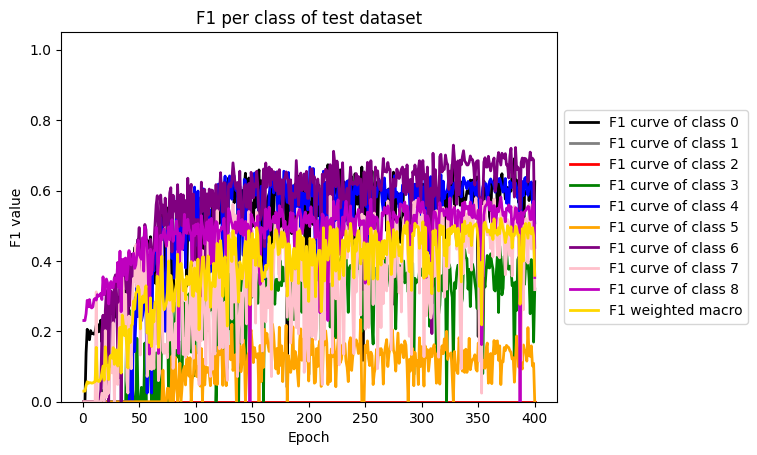 F1 per class of test dataset
1.0
0.8
0.6
0.4
0.2
0.0
F1 value
0 50 100 150 200 250 300 350 400
Epoch
F1 curve of class 0
F1 curve of class 1
F1 curve of class 2
F1 curve of class 3
F1 curve of class 4
F1 curve of class 5
F1 curve of class 6
F1 curve of class 7
F1 curve of class 8
F1 weighted macro